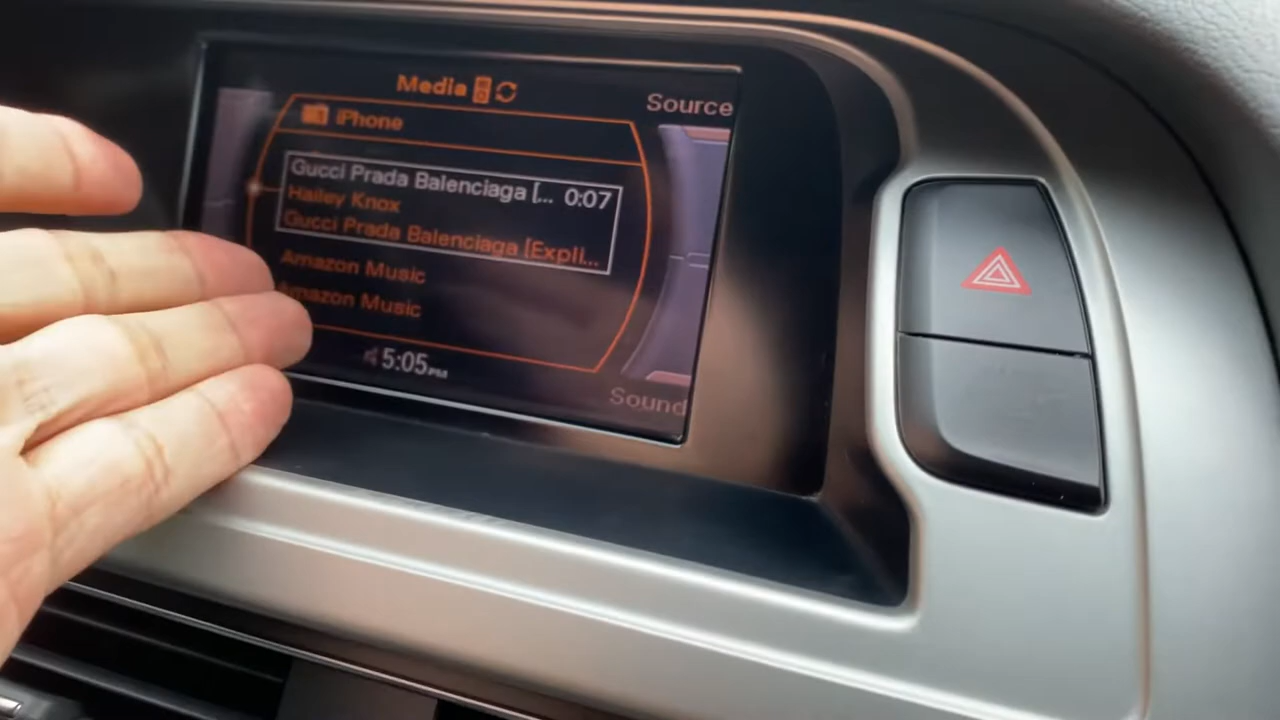 Media
Source
iPhone
Gucci Prada Balenciaga [... 0:07
Hailey Knox
Gucci Prada Balenciaga [Expli...
Amazon Music
Amazon Music
5:05 PM
Sound